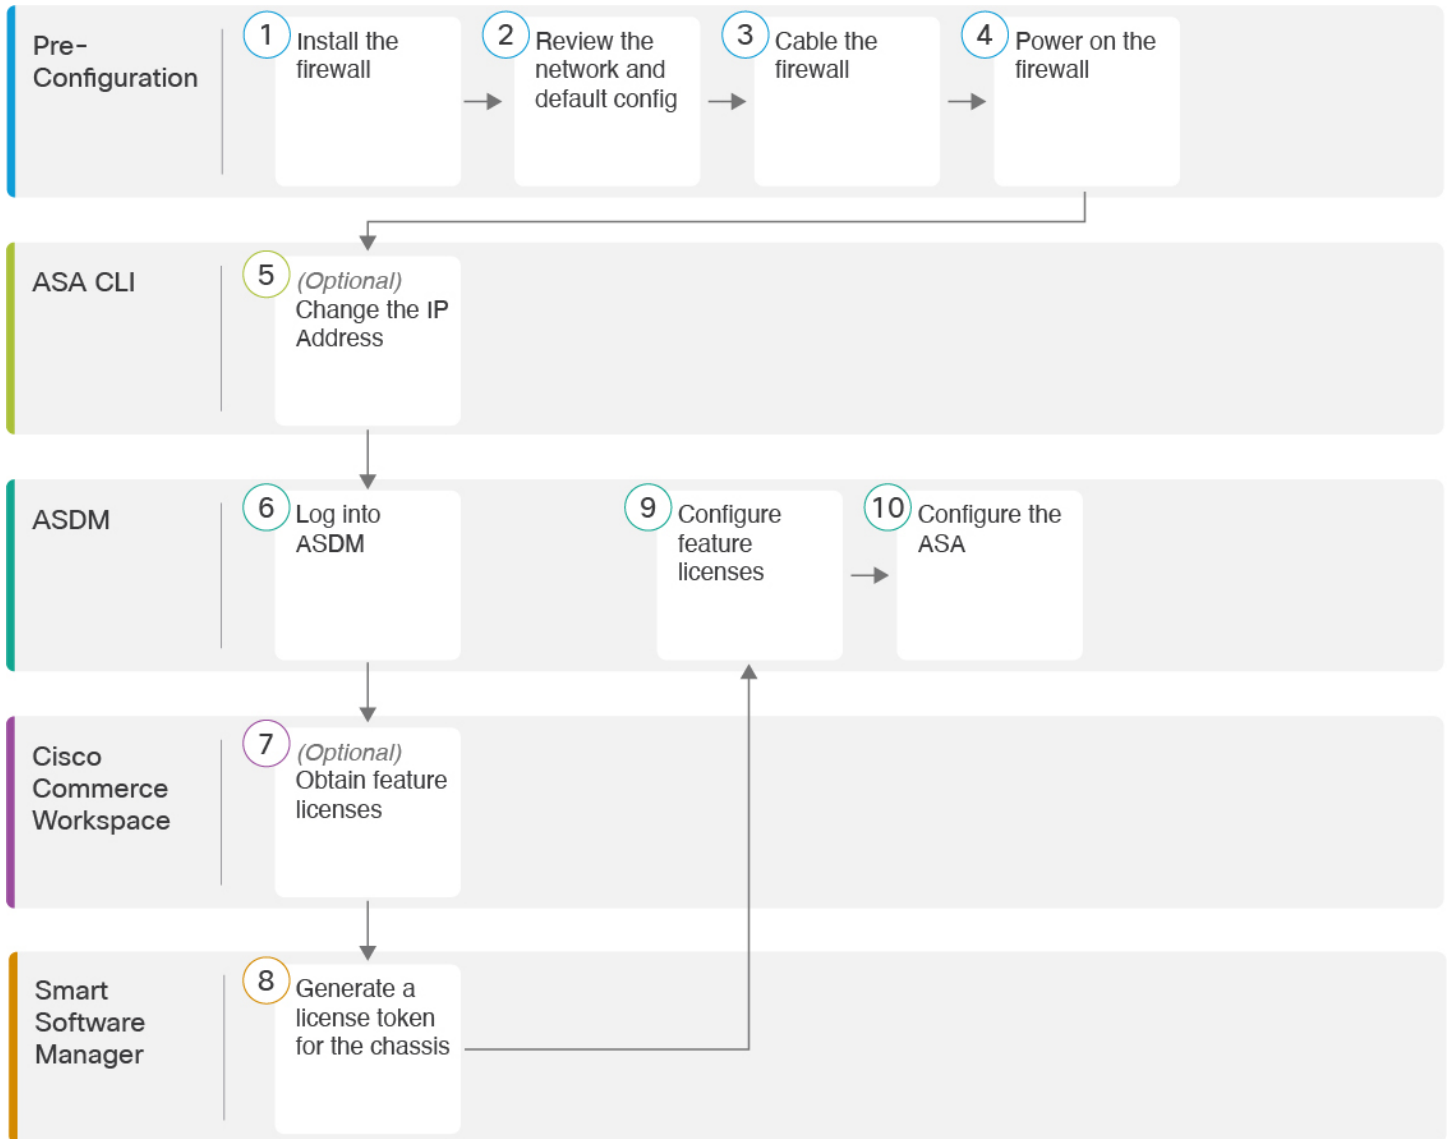 Pre-
Configuration
1
Install the
firewall
2
Review the
network and
default config
3
Cable the
firewall
4
Power on the
firewall
ASA CLI
5
(Optional)
Change the IP
Address
ASDM
6
Log into
ASDM
9
Configure
feature
licenses
10
Configure the
ASA
Cisco
Commerce
Workspace
7
(Optional)
Obtain feature
licenses
Smart
Software
Manager
8
Generate a
license token
for the chassis